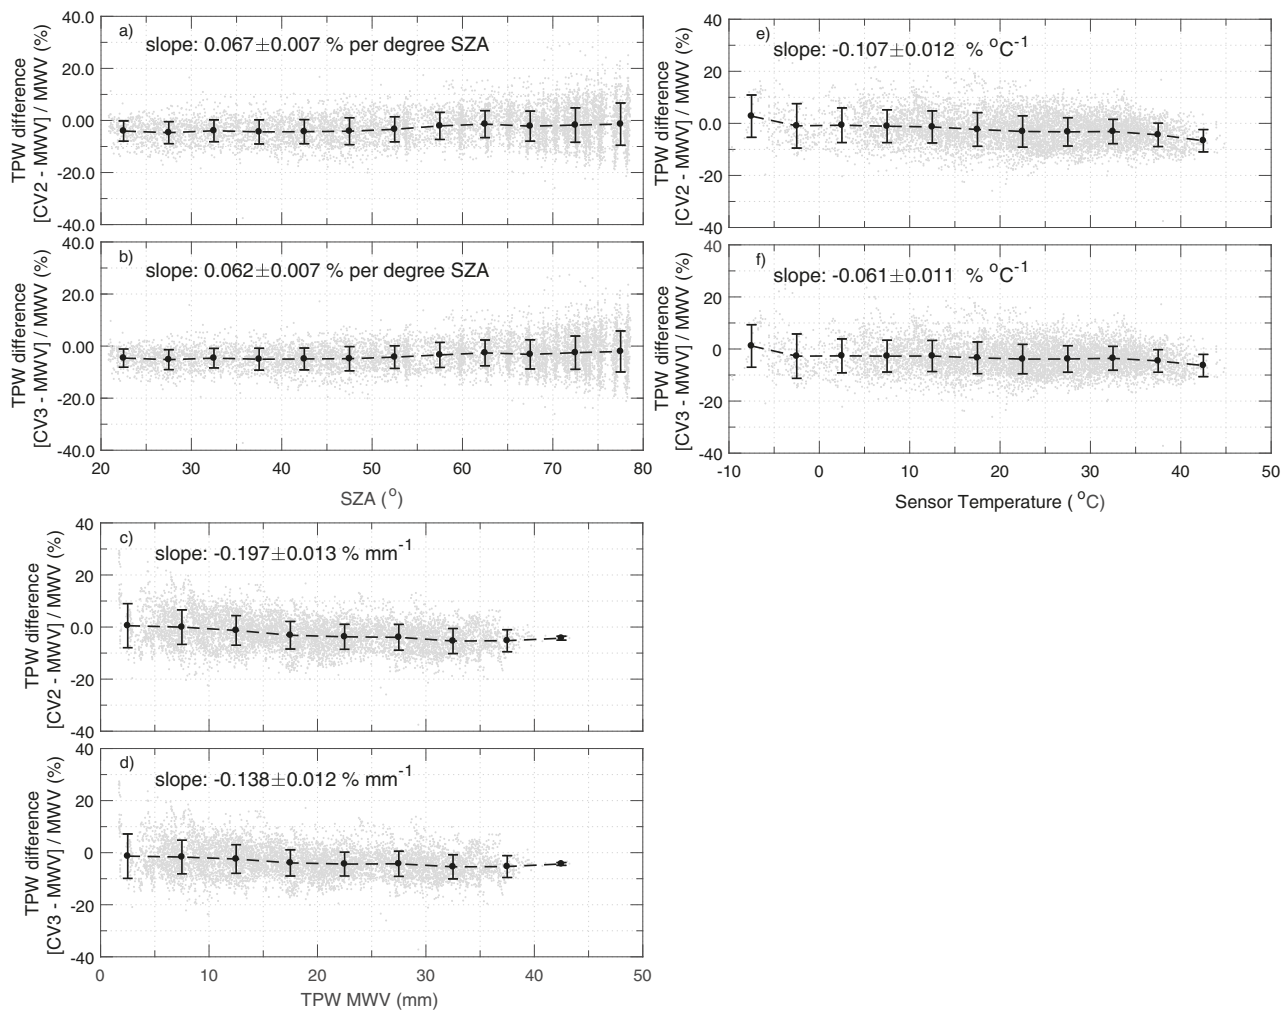 a)
slope: 0.067±0.007 % per degree SZA
TPW difference
[CV2 - MWV] / MWV (%)
40.0
20.0
0.00
-20.0
-40.0
b)
slope: 0.062±0.007 % per degree SZA
TPW difference
[CV3 - MWV] / MWV (%)
40.0
20.0
0.00
-20.0
-40.0
20 30 40 50 60 70 80
SZA (°)
c)
slope: -0.197±0.013 % mm⁻¹
TPW difference
[CV2 - MWV] / MWV (%)
40
20
0.0
-20
-40
d)
slope: -0.138±0.012 % mm⁻¹
TPW difference
[CV3 - MWV] / MWV (%)
40
20
0
-20
-40
0 10 20 30 40 50
TPW MWV (mm)
e)
slope: -0.107±0.012 % °C⁻¹
TPW difference
[CV2 - MWV] / MWV (%)
40
20
0.0
-20
-40
f)
slope: -0.061±0.011 % °C⁻¹
TPW difference
[CV3 - MWV] / MWV (%)
40
20
0
-20
-40
-10 0 10 20 30 40 50
Sensor Temperature ( °C)